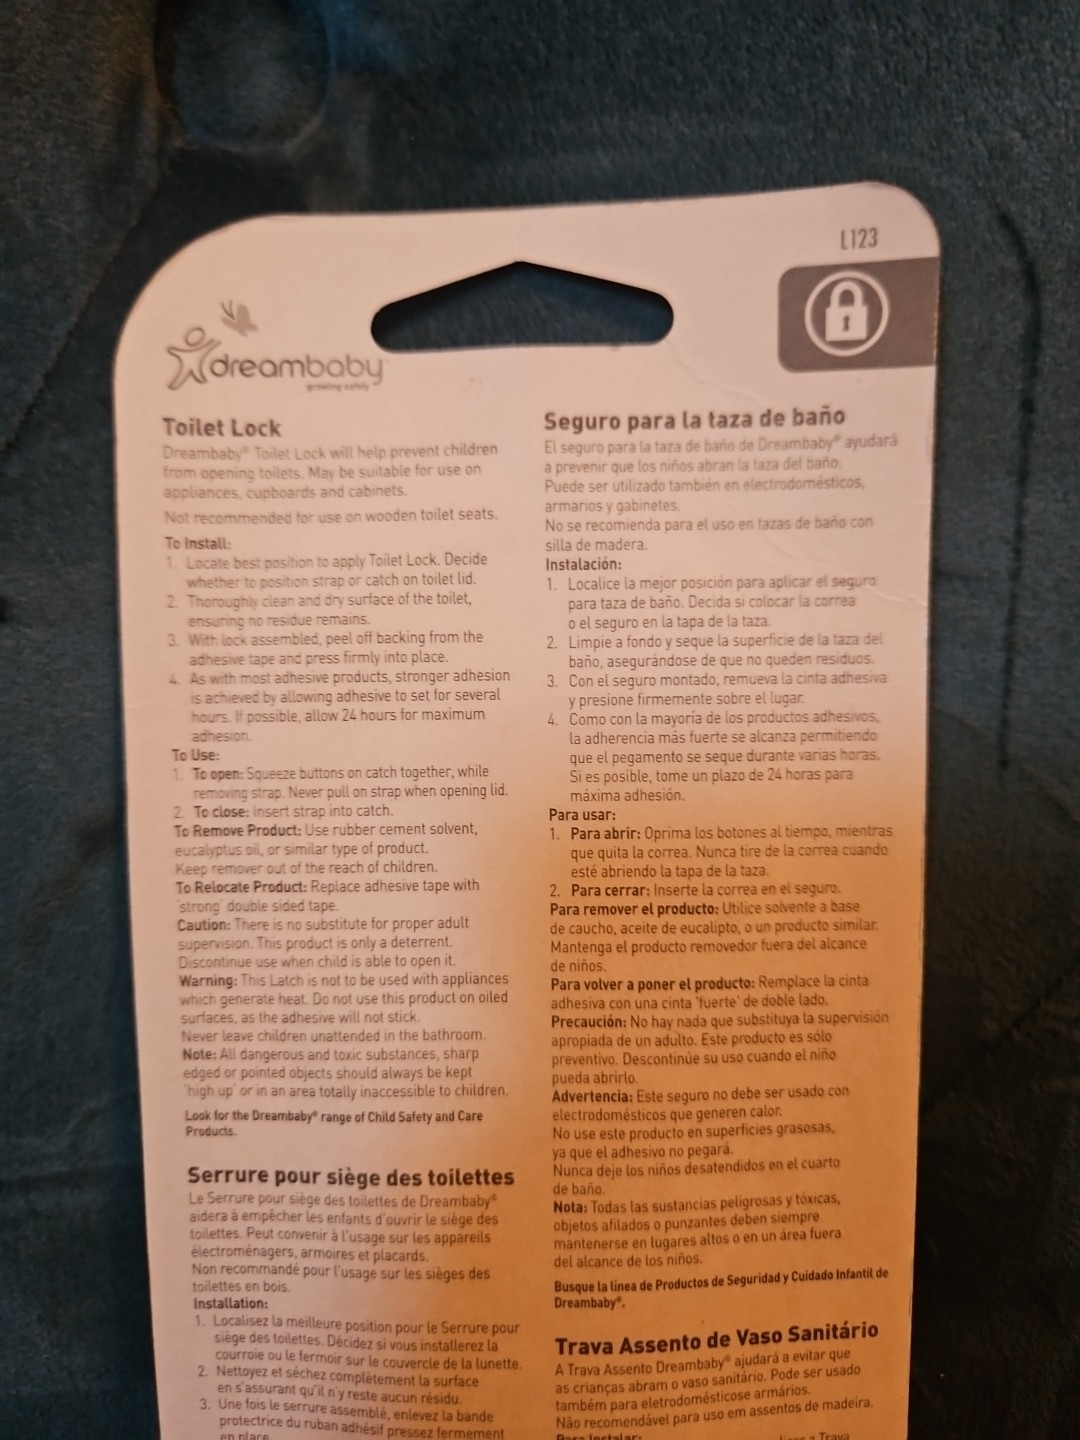 L123
dreambaby
growing safely
Toilet Lock
Dreambaby® Toilet Lock will help prevent children
from opening toilets. May be suitable for use on
appliances, cupboards and cabinets.
Not recommended for use on wooden toilet seats.
To Install:
1. Locate best position to apply Toilet Lock. Decide
whether to position strap or catch on toilet lid.
2. Thoroughly clean and dry surface of the toilet,
ensuring no residue remains.
3. With lock assembled, peel off backing from the
adhesive tape and press firmly into place.
4. As with most adhesive products, stronger adhesion
is achieved by allowing adhesive to set for several
hours. If possible, allow 24 hours for maximum
adhesion.
To Use:
1. To open: Squeeze buttons on catch together, while
removing strap. Never pull on strap when opening lid.
2. To close: Insert strap into catch.
To Remove Product: Use rubber cement solvent,
eucalyptus oil, or similar type of product.
Keep remover out of the reach of children.
To Relocate Product: Replace adhesive tape with
'strong' double sided tape.
Caution: There is no substitute for proper adult
supervision. This product is only a deterrent.
Discontinue use when child is able to open it.
Warning: This Latch is not to be used with appliances
which generate heat. Do not use this product on oiled
surfaces, as the adhesive will not stick.
Never leave children unattended in the bathroom.
Note: All dangerous and toxic substances, sharp
edged or pointed objects should always be kept
'high up' or in an area totally inaccessible to children.
Look for the Dreambaby® range of Child Safety and Care
Products.
Serrure pour siège des toilettes
Le Serrure pour siège des toilettes de Dreambaby®
aidera à empêcher les enfants d'ouvrir le siège des
toilettes. Peut convenir à l'usage sur les appareils
électroménagers, armoires et placards.
Non recommandé pour l'usage sur les sièges des
toilettes en bois.
Installation:
1. Localisez la meilleure position pour le Serrure pour
siège des toilettes. Décidez si vous installerez la
courroie ou le fermoir sur le couvercle de la lunette.
2. Nettoyez et séchez complètement la surface
en s'assurant qu'il n'y reste aucun résidu.
3. Une fois le serrure assemblé, enlevez la bande
protectrice du ruban adhésif pressez fermement
en place.
Seguro para la taza de baño
El seguro para la taza de baño de Dreambaby® ayudará
a prevenir que los niños abran la taza del baño.
Puede ser utilizado también en electrodomésticos,
armarios y gabinetes.
No se recomienda para el uso en tazas de baño con
silla de madera.
Instalación:
1. Localice la mejor posición para aplicar el seguro
para taza de baño. Decida si colocar la correa
o el seguro en la tapa de la taza.
2. Limpie a fondo y seque la superficie de la taza del
baño, asegurándose de que no queden residuos.
3. Con el seguro montado, remueva la cinta adhesiva
y presione firmemente sobre el lugar.
4. Como con la mayoría de los productos adhesivos,
la adherencia más fuerte se alcanza permitiendo
que el pegamento se seque durante varias horas.
Si es posible, tome un plazo de 24 horas para
máxima adhesión.
Para usar:
1. Para abrir: Oprima los botones al tiempo, mientras
que quita la correa. Nunca tire de la correa cuando
esté abriendo la tapa de la taza.
2. Para cerrar: Inserte la correa en el seguro.
Para remover el producto: Utilice solvente a base
de caucho, aceite de eucalipto, o un producto similar.
Mantenga el producto removedor fuera del alcance
de niños.
Para volver a poner el producto: Remplace la cinta
adhesiva con una cinta 'fuerte' de doble lado.
Precaución: No hay nada que substituya la supervisión
apropiada de un adulto. Este producto es sólo
preventivo. Descontinúe su uso cuando el niño
pueda abrirlo.
Advertencia: Este seguro no debe ser usado con
electrodomésticos que generen calor.
No use este producto en superficies grasosas,
ya que el adhesivo no pegará.
Nunca deje los niños desatendidos en el cuarto
de baño.
Nota: Todas las sustancias peligrosas y tóxicas,
objetos afilados o punzantes deben siempre
mantenerse en lugares altos o en un área fuera
del alcance de los niños.
Busque la línea de Productos de Seguridad y Cuidado Infantil de
Dreambaby®.
Trava Assento de Vaso Sanitário
A Trava Assento Dreambaby® ajudará a evitar que
as crianças abram o vaso sanitário. Pode ser usado
também para eletrodomésticose armários.
Não recomendável para uso em assentos de madeira.
Para Instalar:
Trava